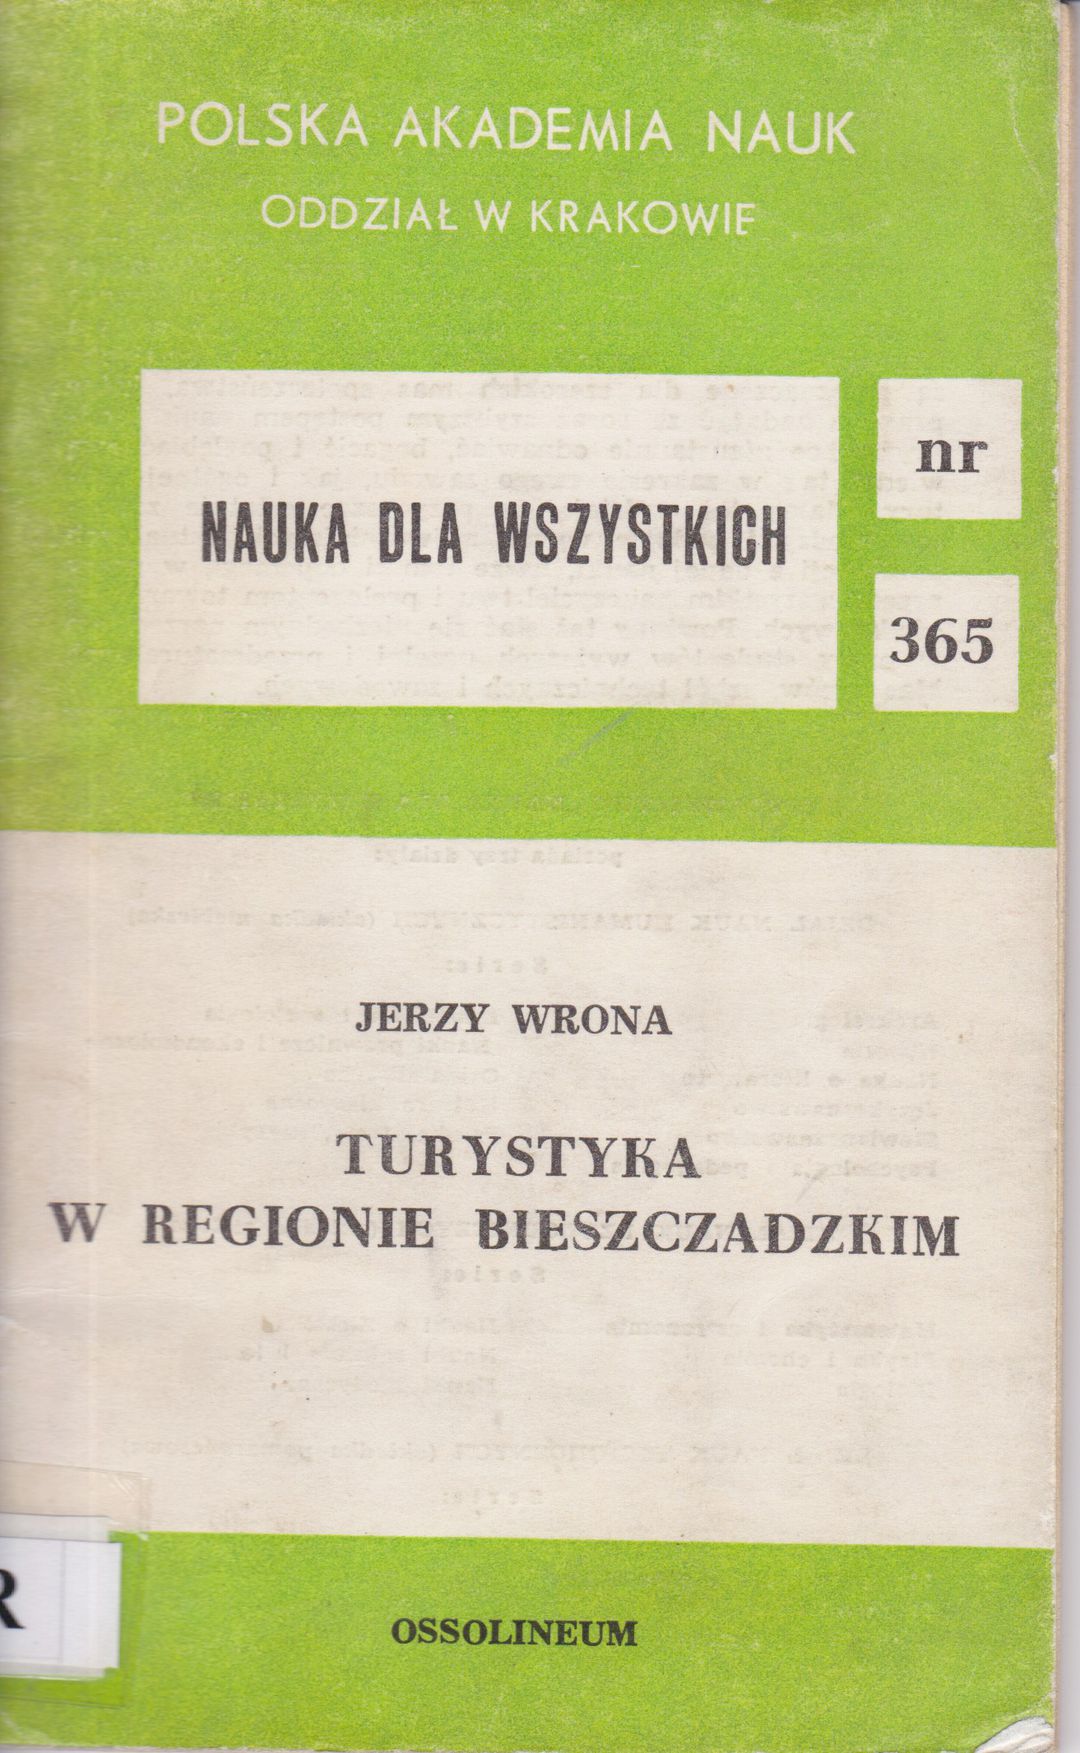 POLSKA AKADEMIA NAUK
ODDZIAŁ W KRAKOWIE
NAUKA DLA WSZYSTKICH
nr
365
JERZY WRONA
TURYSTYKA
W REGIONIE BIESZCZADZKIM
R
OSSOLINEUM